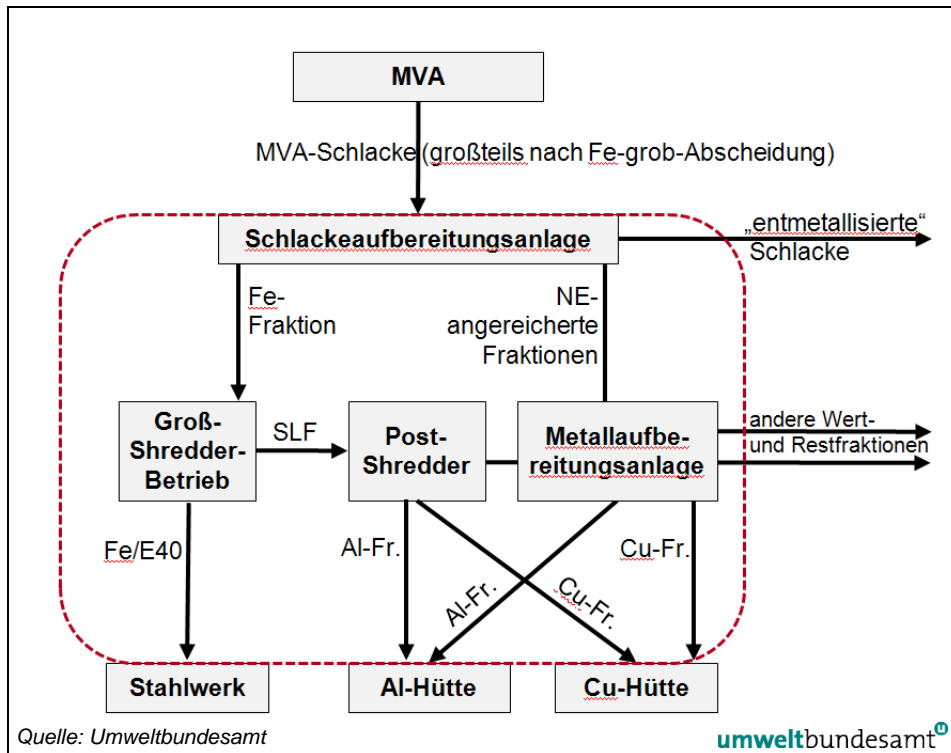 MVA
MVA-Schlacke (großteils nach Fe-grob-Abscheidung)
Schlackeaufbereitungsanlage
„entmetallisierte“
Schlacke
Fe-
Fraktion
NE-
angereicherte
Fraktionen
Groß-
Shredder-
Betrieb
SLF
Post-
Shredder
Metallaufbe-
reitungsanlage
andere Wert-
und Restfraktionen
Fe/E40
Al-Fr.
Al-Fr.
Cu-Fr.
Cu-Fr.
Stahlwerk
Al-Hütte
Cu-Hütte
Quelle: Umweltbundesamt
umweltbundesamt